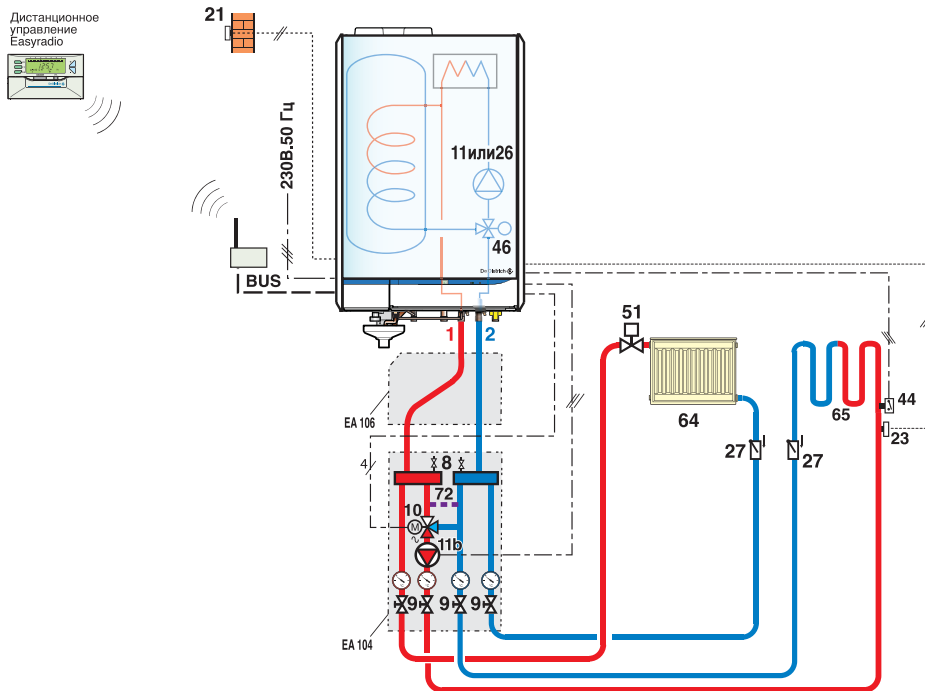 Дистанционное
управление
Easyradio
21
230В.50 Гц
11или26
46
De Dietrich
BUS
1
2
51
EA 106
64
65
44
23
27
27
4
8
72
10
M
11b
9
9
9
EA 104